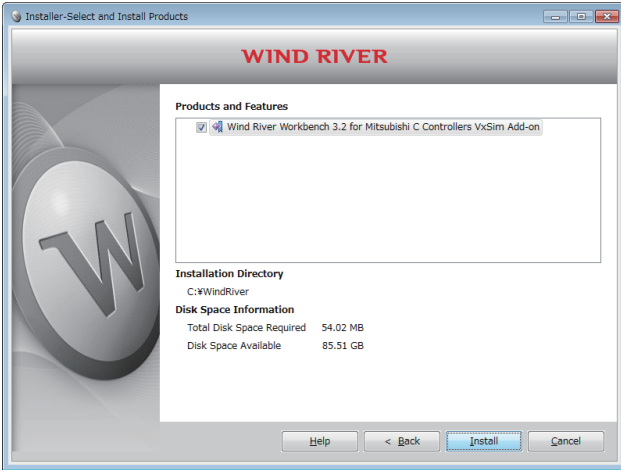 Installer-Select and Install Products
WIND RIVER
Products and Features
Wind River Workbench 3.2 for Mitsubishi C Controllers VxSim Add-on
W
Installation Directory
C:¥WindRiver
Disk Space Information
Total Disk Space Required 54.02 MB
Disk Space Available 85.51 GB
Help < Back Install Cancel